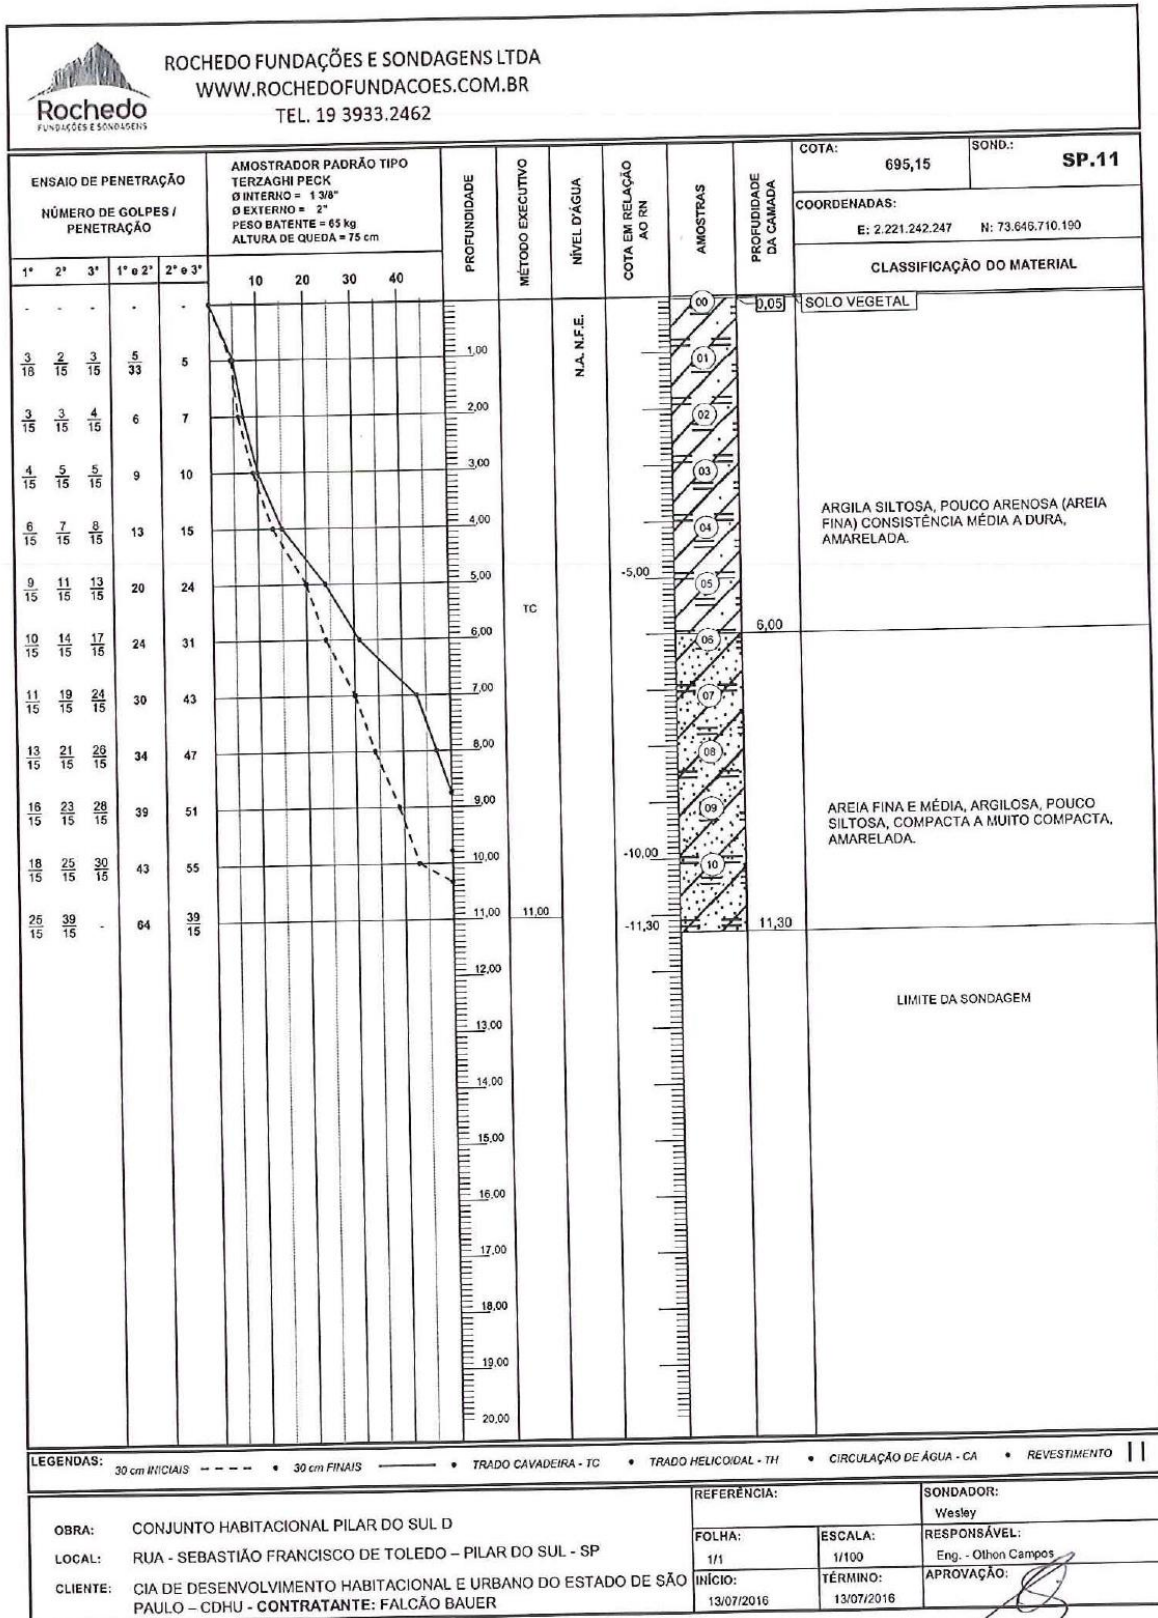 ROCHEDO FUNDAÇÕES E SONDAGENS LTDA
WWW.ROCHEDOFUNDACOES.COM.BR
TEL. 19 3933.2462
Rochedo
FUNDAÇÕES E SONDAGENS
ENSAIO DE PENETRAÇÃO
NÚMERO DE GOLPES /
PENETRAÇÃO
AMOSTRADOR PADRÃO TIPO
TERZAGHI PECK
Ø INTERNO = 1 3/8"
Ø EXTERNO = 2"
PESO BATENTE = 65 kg
ALTURA DE QUEDA = 75 cm
PROFUNDIDADE
MÉTODO EXECUTIVO
NÍVEL D'ÁGUA
COTA EM RELAÇÃO
AO RN
AMOSTRAS
PROFUDIDADE
DA CAMADA
COTA:
695,15
SOND.:
SP.11
COORDENADAS:
E: 2.221.242.247 N: 73.646.710.190
CLASSIFICAÇÃO DO MATERIAL
1° 2° 3° 1° e 2° 2° e 3°
10 20 30 40
- - - - -
3/18 2/15 3/15 5/33 5
3/15 3/15 4/15 6 7
4/15 5/15 5/15 9 10
6/15 7/15 8/15 13 15
9/15 11/15 13/15 20 24
10/15 14/15 17/15 24 31
11/15 19/15 24/15 30 43
13/15 21/15 26/15 34 47
16/15 23/15 28/15 39 51
18/15 25/15 30/15 43 55
25/15 39/15 - 64 39/15
1,00
2,00
3,00
4,00
5,00
6,00
7,00
8,00
9,00
10,00
11,00
12,00
13,00
14,00
15,00
16,00
17,00
18,00
19,00
20,00
TC
11,00
N.A. N.F.E.
-5,00
-10,00
-11,30
00
01
02
03
04
05
06
07
08
09
10
0,05
6,00
11,30
SOLO VEGETAL
ARGILA SILTOSA, POUCO ARENOSA (AREIA
FINA) CONSISTÊNCIA MÉDIA A DURA,
AMARELADA.
AREIA FINA E MÉDIA, ARGILOSA, POUCO
SILTOSA, COMPACTA A MUITO COMPACTA,
AMARELADA.
LIMITE DA SONDAGEM
LEGENDAS: 30 cm INICIAIS ---- • 30 cm FINAIS —— • TRADO CAVADEIRA - TC • TRADO HELICOIDAL - TH • CIRCULAÇÃO DE ÁGUA - CA • REVESTIMENTO
OBRA: CONJUNTO HABITACIONAL PILAR DO SUL D
LOCAL: RUA - SEBASTIÃO FRANCISCO DE TOLEDO – PILAR DO SUL - SP
CLIENTE: CIA DE DESENVOLVIMENTO HABITACIONAL E URBANO DO ESTADO DE SÃO
PAULO – CDHU - CONTRATANTE: FALCÃO BAUER
REFERÊNCIA:
SONDADOR:
Wesley
FOLHA:
1/1
ESCALA:
1/100
RESPONSÁVEL:
Eng. - Othon Campos
INÍCIO:
13/07/2016
TÉRMINO:
13/07/2016
APROVAÇÃO: